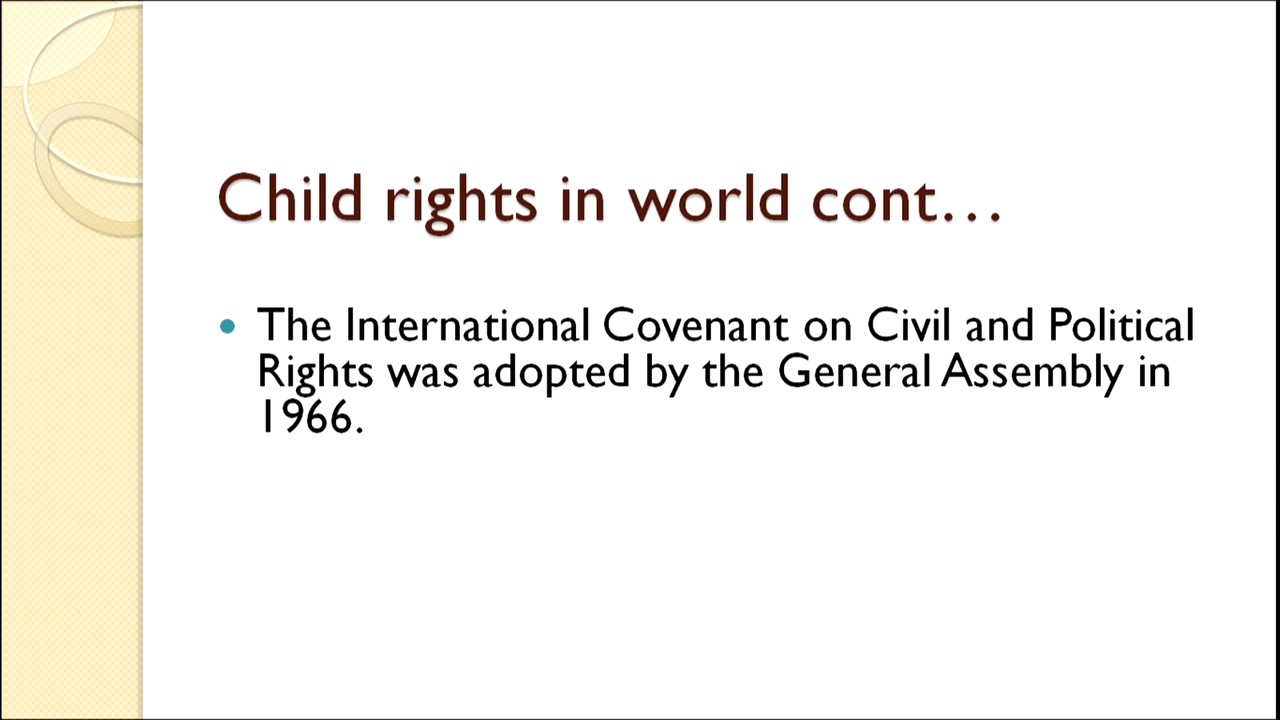 Child rights in world cont…
• The International Covenant on Civil and Political
Rights was adopted by the General Assembly in
1966.